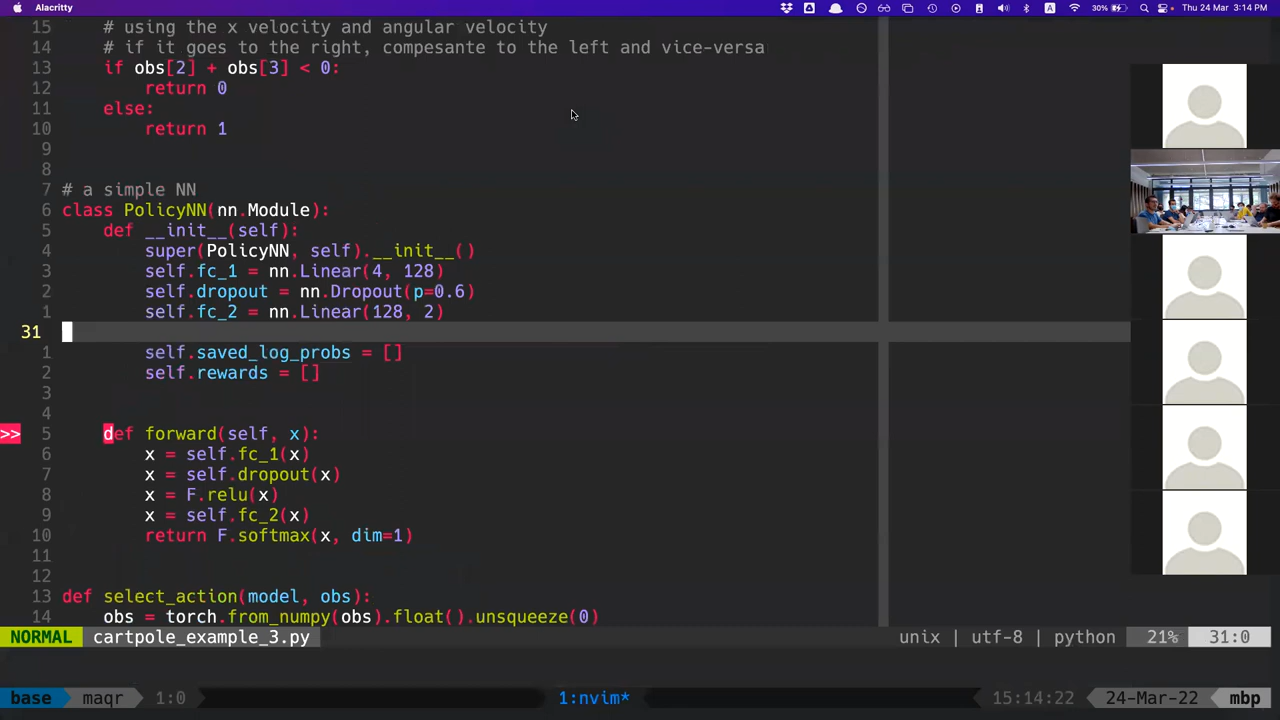 Alacritty 30% A Thu 24 Mar 3:14 PM
15 # using the x velocity and angular velocity
14 # if it goes to the right, compesante to the left and vice-versa
13 if obs[2] + obs[3] < 0:
12 return 0
11 else:
10 return 1
9
8
7 # a simple NN
6 class PolicyNN(nn.Module):
5 def __init__(self):
4 super(PolicyNN, self).__init__()
3 self.fc_1 = nn.Linear(4, 128)
2 self.dropout = nn.Dropout(p=0.6)
1 self.fc_2 = nn.Linear(128, 2)
31
1 self.saved_log_probs = []
2 self.rewards = []
3
4
>> 5 def forward(self, x):
6 x = self.fc_1(x)
7 x = self.dropout(x)
8 x = F.relu(x)
9 x = self.fc_2(x)
10 return F.softmax(x, dim=1)
11
12
13 def select_action(model, obs):
14 obs = torch.from_numpy(obs).float().unsqueeze(0)
NORMAL cartpole_example_3.py unix | utf-8 | python 21% 31:0
base maqr 1:0 1:nvim* 15:14:22 24-Mar-22 mbp